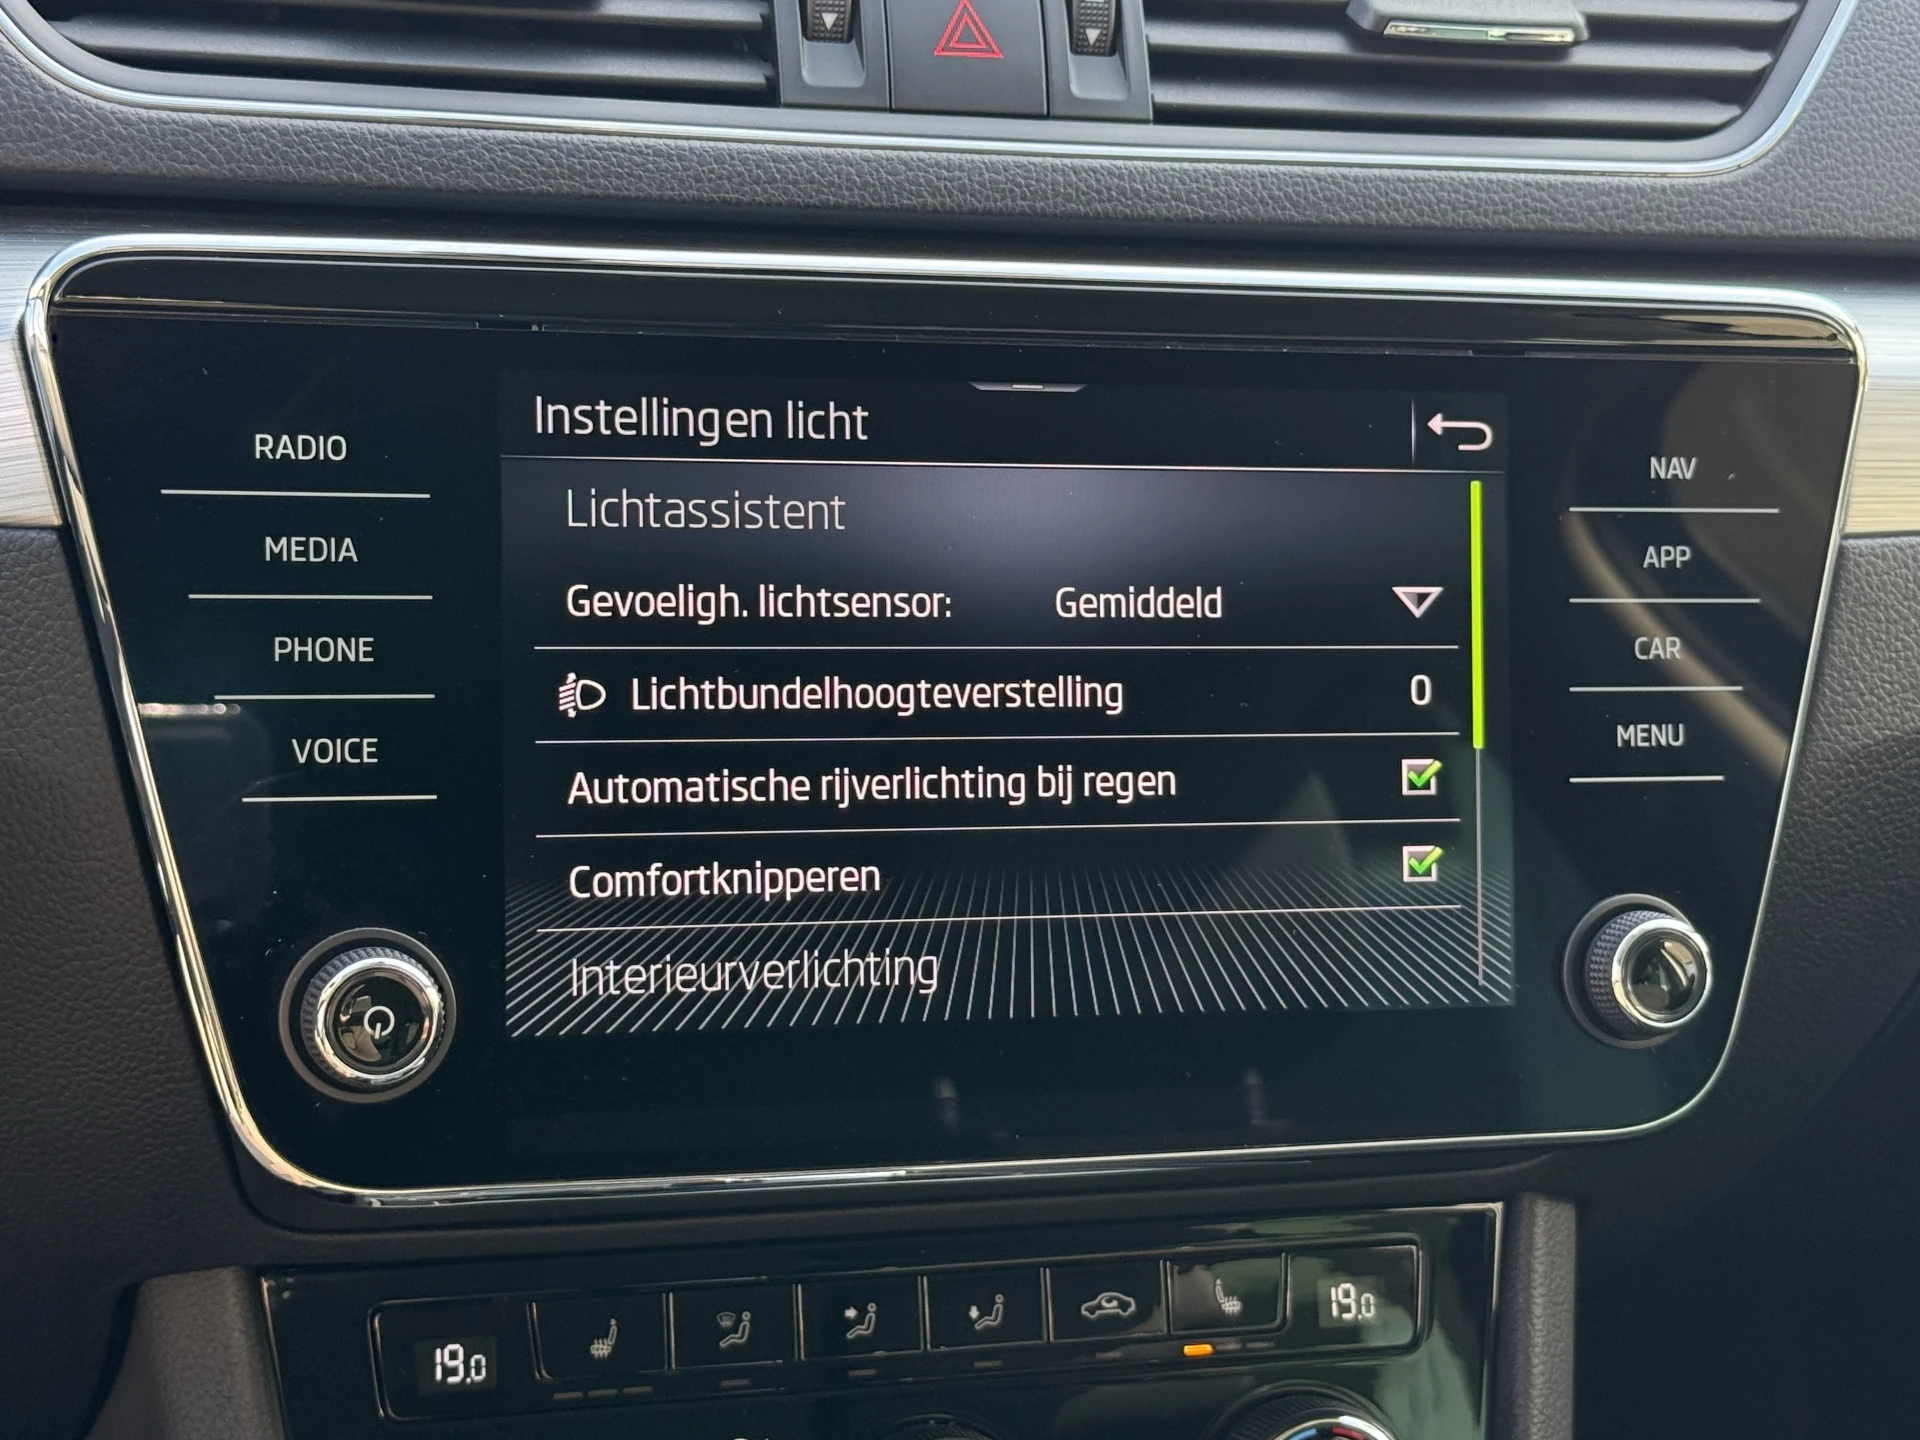 RADIO
MEDIA
PHONE
VOICE
Instellingen licht
Lichtassistent
Gevoeligh. lichtsensor: Gemiddeld
Lichtbundelhoogteverstelling 0
Automatische rijverlichting bij regen
Comfortknipperen
Interieurverlichting
NAV
APP
CAR
MENU
19.0
19.0